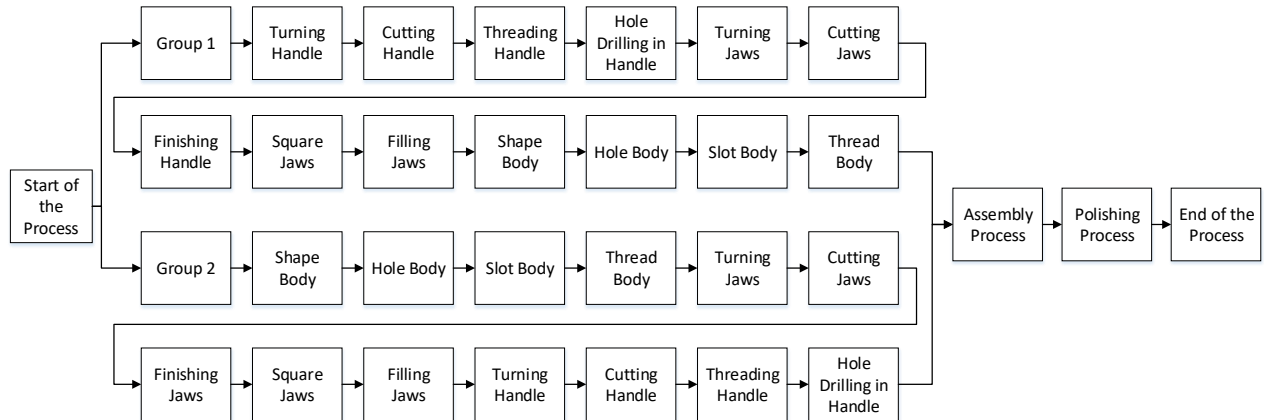 Group 1
Turning
Handle
Cutting
Handle
Threading
Handle
Hole
Drilling in
Handle
Turning
Jaws
Cutting
Jaws
Finishing
Handle
Square
Jaws
Filling
Jaws
Shape
Body
Hole Body
Slot Body
Thread
Body
Start of
the
Process
Group 2
Shape
Body
Hole Body
Slot Body
Thread
Body
Turning
Jaws
Cutting
Jaws
Finishing
Jaws
Square
Jaws
Filling
Jaws
Turning
Handle
Cutting
Handle
Threading
Handle
Hole
Drilling in
Handle
Assembly
Process
Polishing
Process
End of the
Process